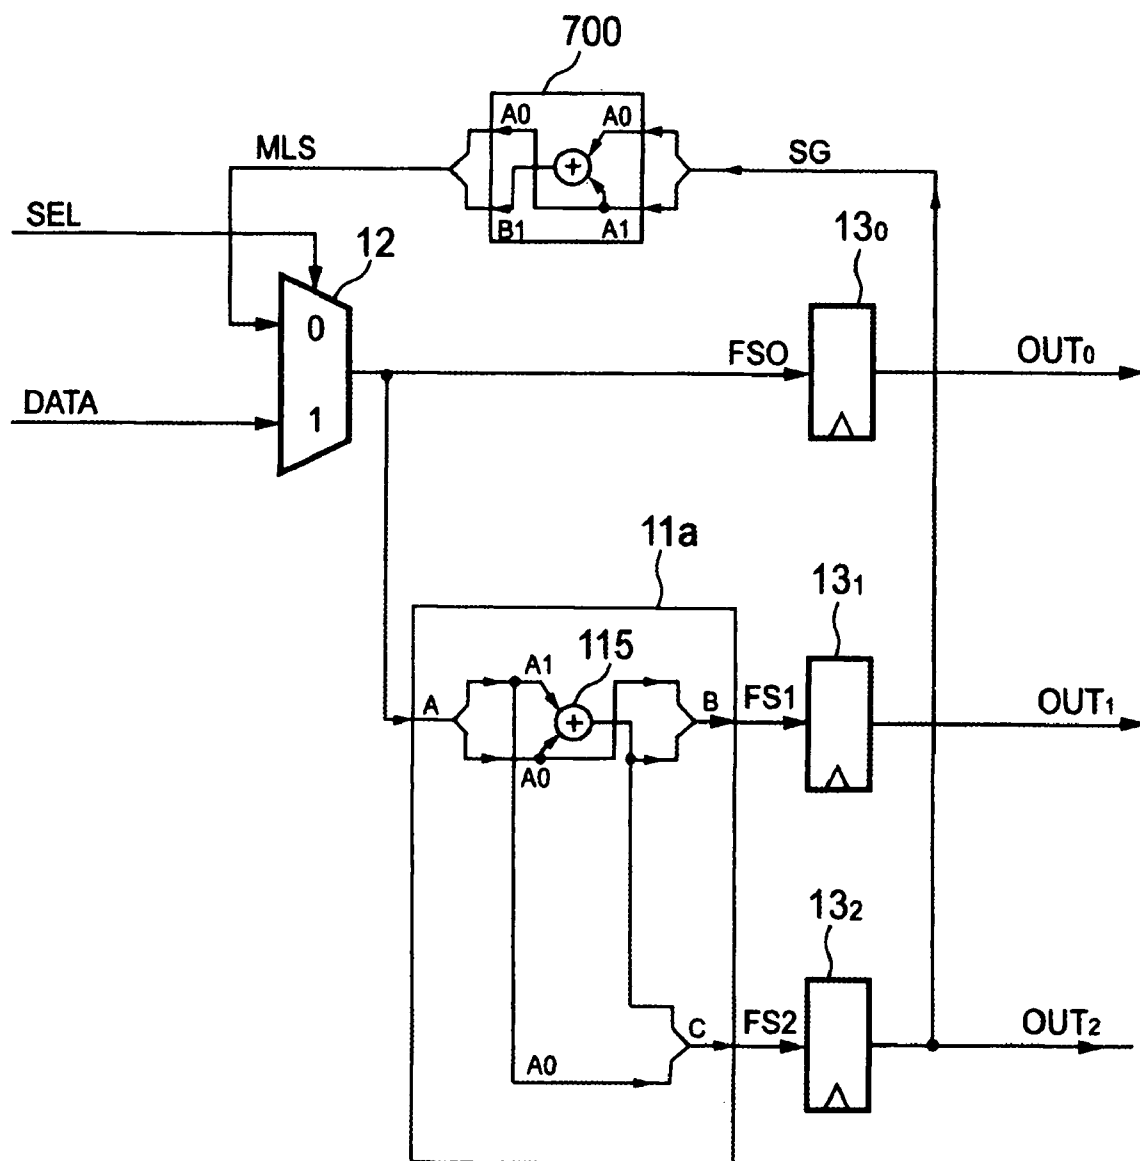 700
A0 A0
MLS SG
SEL B1 A1
12 13₀
0
FSO OUT₀
DATA 1
11a
13₁
115
A1
A B FS1 OUT₁
A0
13₂
C FS2 OUT₂
A0